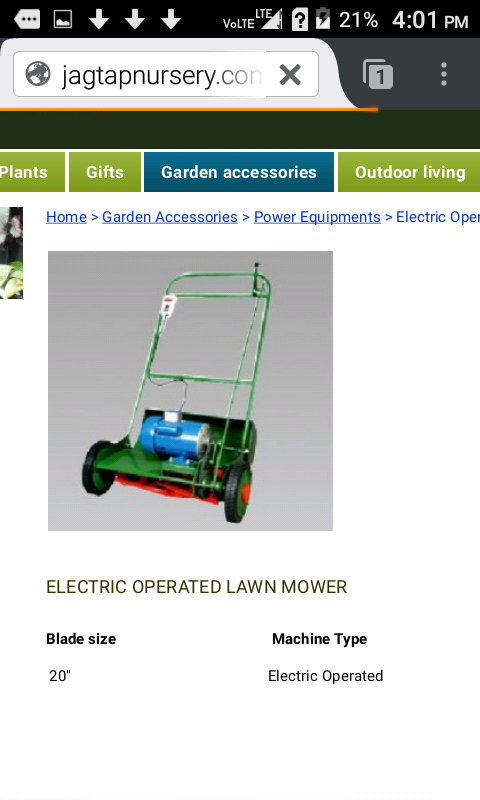 VoLTE LTE 21% 4:01 PM
jagtapnursery.com
1
Plants Gifts Garden accessories Outdoor living
Home > Garden Accessories > Power Equipments > Electric Oper
ELECTRIC OPERATED LAWN MOWER
Blade size Machine Type
20" Electric Operated